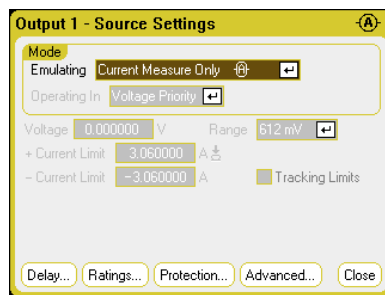 Output 1 - Source Settings -(A)-
Mode
Emulating Current Measure Only -(A)- ↵
Operating In Voltage Priority ↵
Voltage 0.000000 V Range 612 mV ↵
+ Current Limit 3.060000 A
- Current Limit -3.060000 A Tracking Limits
Delay... Ratings... Protection... Advanced... Close